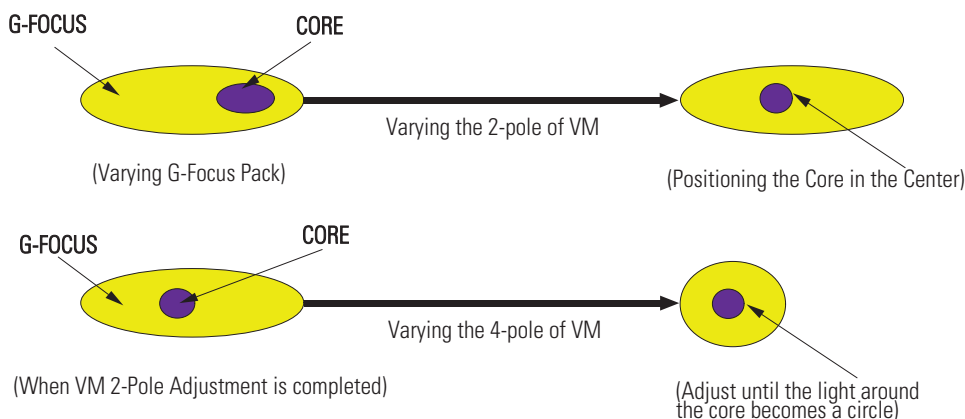 G-FOCUS
CORE
Varying the 2-pole of VM
(Varying G-Focus Pack)
(Positioning the Core in the Center)
G-FOCUS
CORE
Varying the 4-pole of VM
(When VM 2-Pole Adjustment is completed)
(Adjust until the light around
the core becomes a circle)